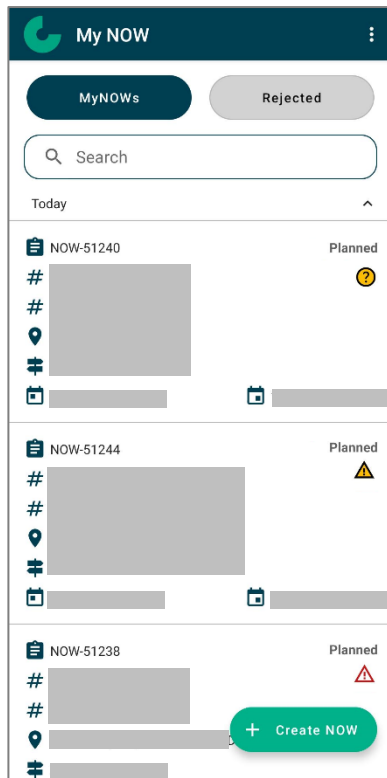 My NOW
MyNOWs Rejected
Search
Today
NOW-51240 Planned
NOW-51244 Planned
NOW-51238 Planned
+ Create NOW